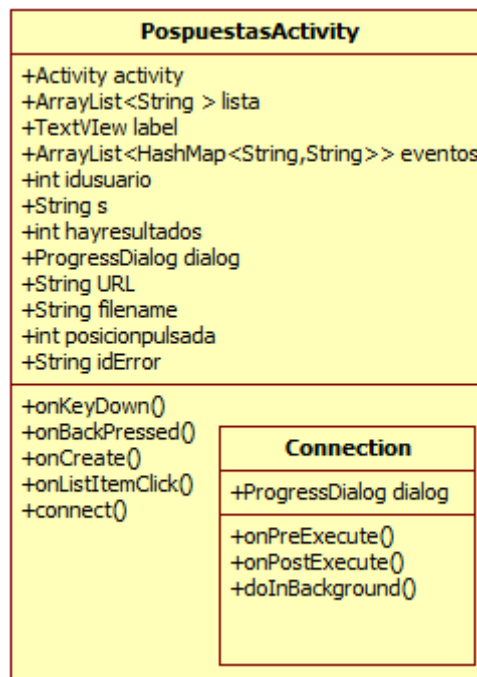 PospuestasActivity
+Activity activity
+ArrayList<String > lista
+TextVIew label
+ArrayList<HashMap<String,String>> eventos
+int idusuario
+String s
+int hayresultados
+ProgressDialog dialog
+String URL
+String filename
+int posicionpulsada
+String idError
+onKeyDown()
+onBackPressed()
+onCreate()
+onListItemClick()
+connect()
Connection
+ProgressDialog dialog
+onPreExecute()
+onPostExecute()
+doInBackground()